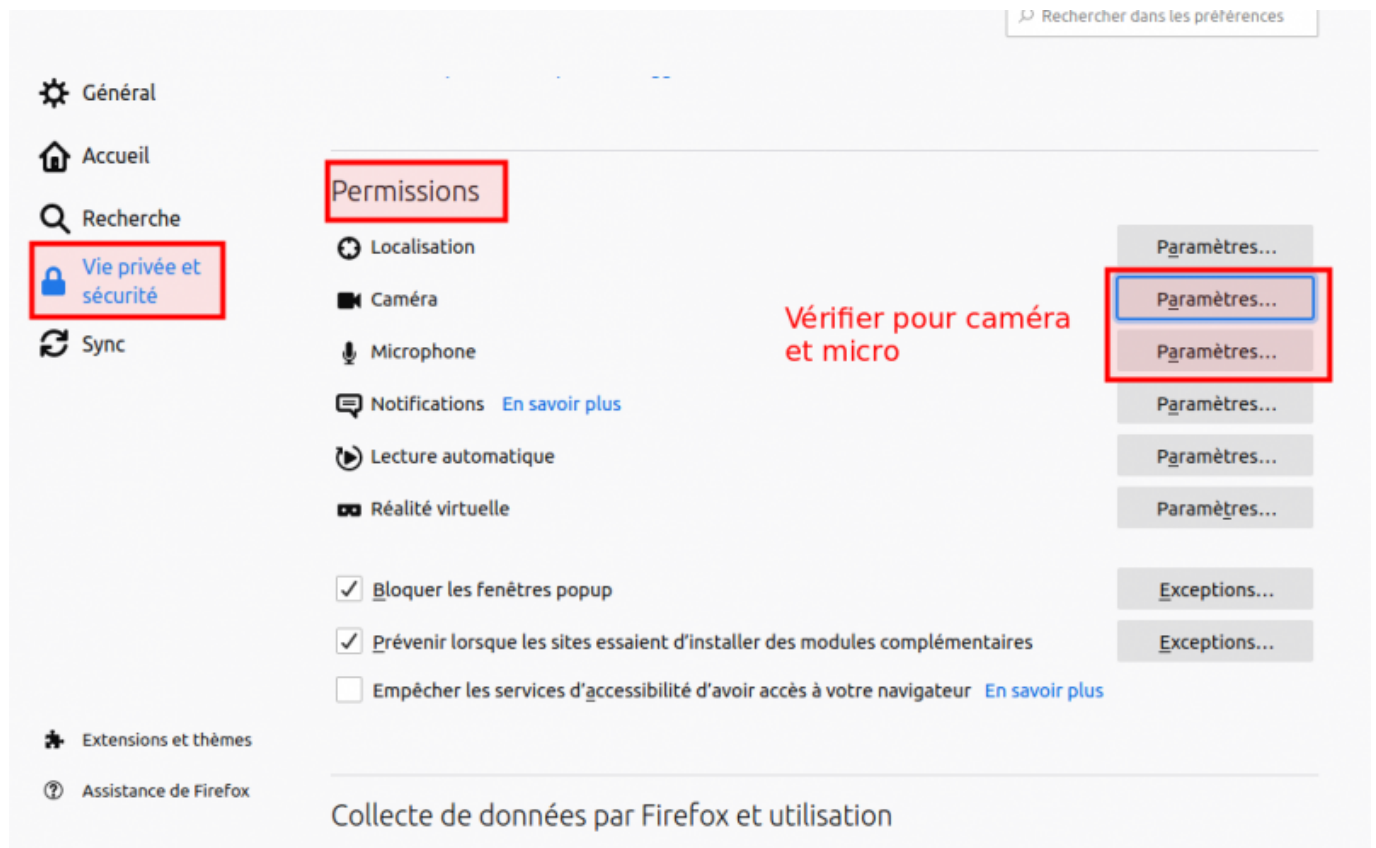 Rechercher dans les préférences
Général
Accueil
Recherche
Vie privée et
sécurité
Sync
Permissions
Localisation Paramètres...
Caméra Paramètres...
Microphone Paramètres...
Vérifier pour caméra
et micro
Notifications En savoir plus Paramètres...
Lecture automatique Paramètres...
Réalité virtuelle Paramètres...
Bloquer les fenêtres popup Exceptions...
Prévenir lorsque les sites essaient d'installer des modules complémentaires Exceptions...
Empêcher les services d'accessibilité d'avoir accès à votre navigateur En savoir plus
Extensions et thèmes
Assistance de Firefox
Collecte de données par Firefox et utilisation